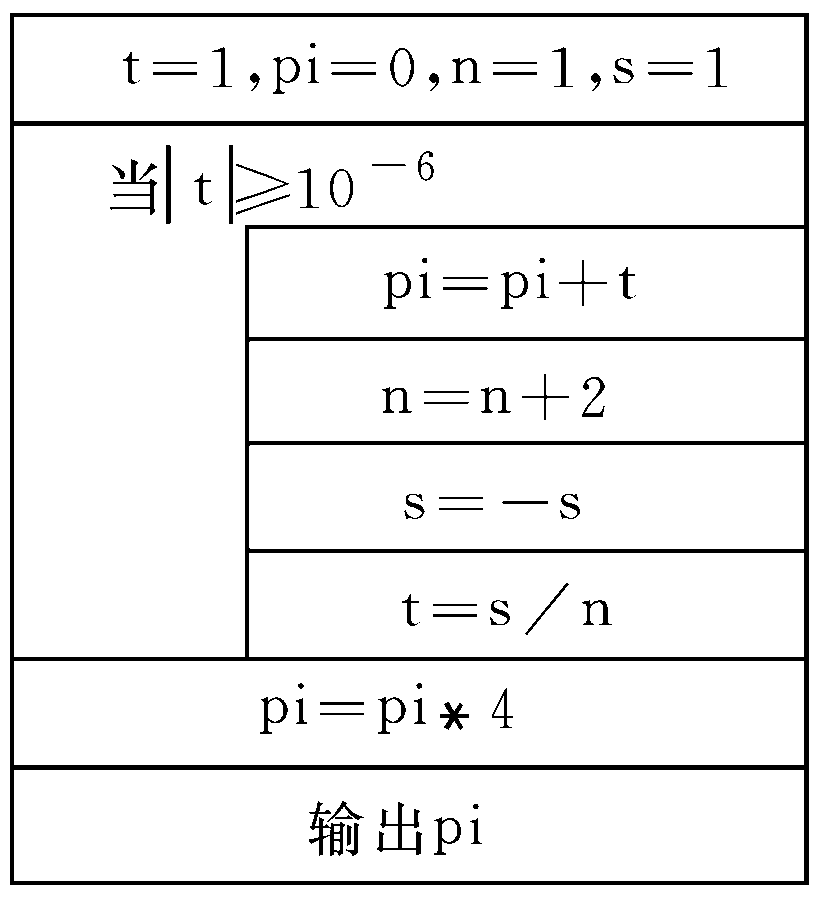 t=1,pi=0,n=1,s=1
当|t|⩾10⁻⁶
pi=pi+t
n=n+2
s=-s
t=s/n
pi=pi*4
输出pi